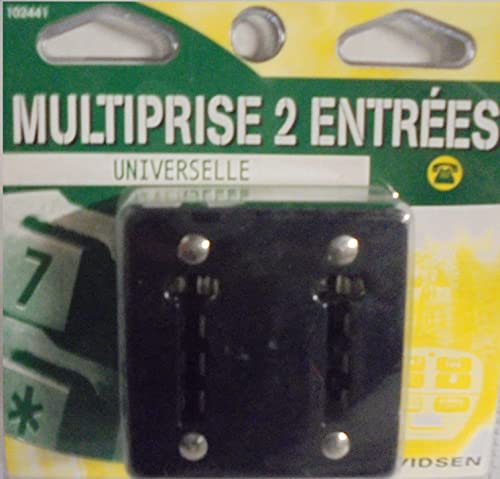 102441
MULTIPRISE 2 ENTRÉES
UNIVERSELLE
7
*
VIDSEN